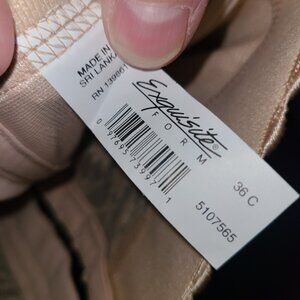 MADE IN
SRI LANKA
Exquisite®
FORM
36 C
5107565